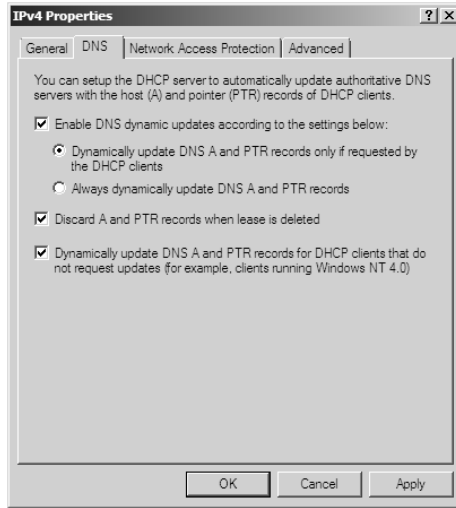 IPv4 Properties
General DNS Network Access Protection Advanced
You can setup the DHCP server to automatically update authoritative DNS
servers with the host (A) and pointer (PTR) records of DHCP clients.
Enable DNS dynamic updates according to the settings below:
Dynamically update DNS A and PTR records only if requested by
the DHCP clients
Always dynamically update DNS A and PTR records
Discard A and PTR records when lease is deleted
Dynamically update DNS A and PTR records for DHCP clients that do
not request updates (for example, clients running Windows NT 4.0)
OK Cancel Apply